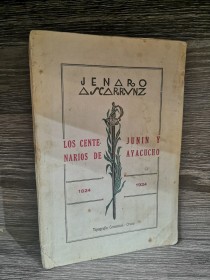 JENARO
ASCARRUNZ
LOS CENTE JUNIN Y
NARIOS DE AYACUCHO
1824 1924